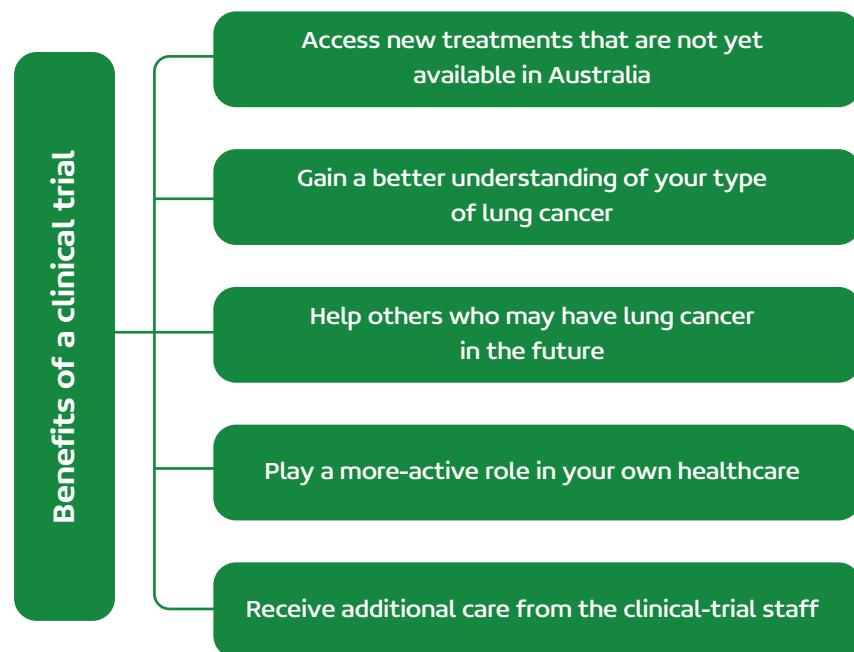 Benefits of a clinical trial
Access new treatments that are not yet
available in Australia
Gain a better understanding of your type
of lung cancer
Help others who may have lung cancer
in the future
Play a more-active role in your own healthcare
Receive additional care from the clinical-trial staff